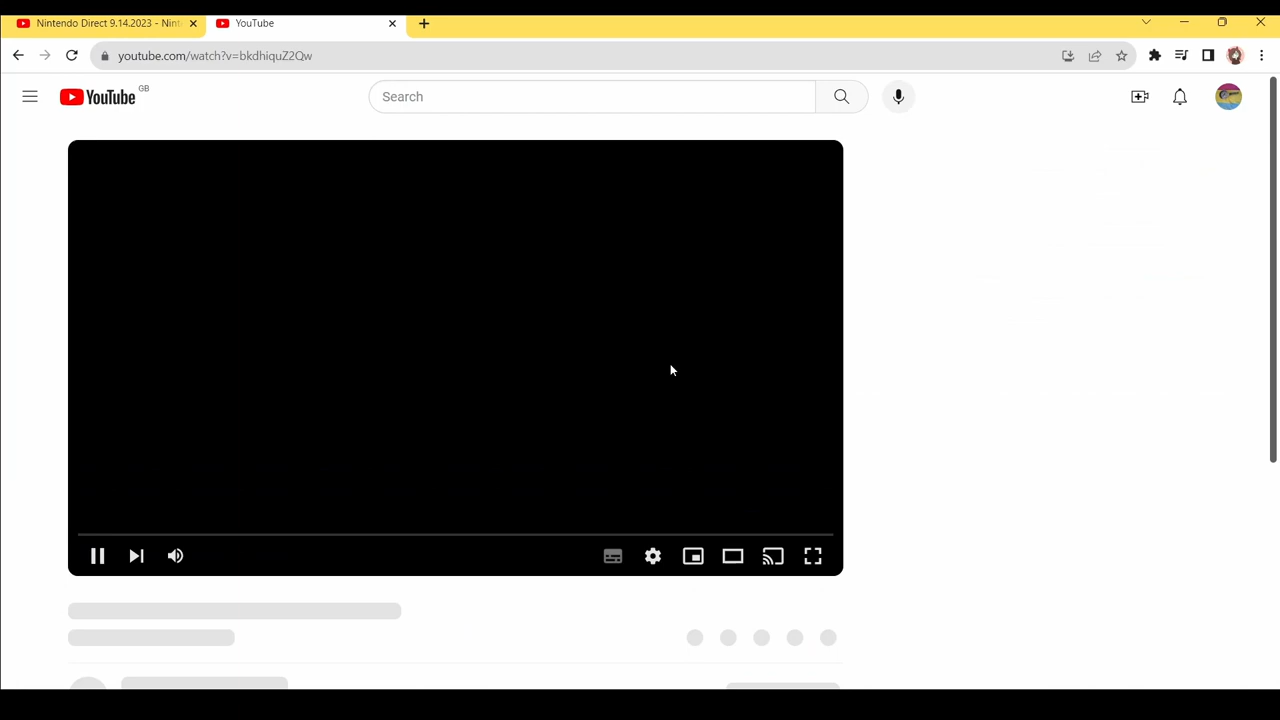 Nintendo Direct 9.14.2023 - Nint
YouTube
youtube.com/watch?v=bkdhiquZ2Qw
YouTube GB
Search